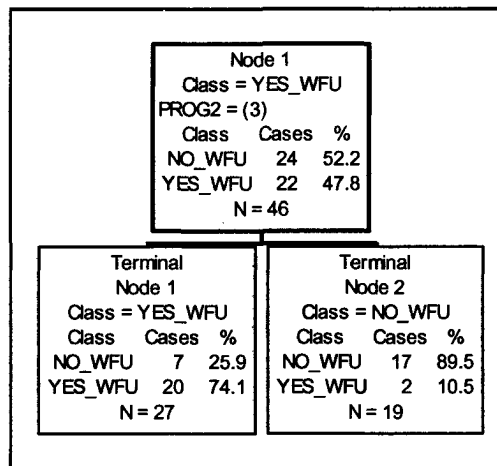 Node 1
Class = YES_WFU
PROG2 = (3)
Class Cases %
NO_WFU 24 52.2
YES_WFU 22 47.8
N = 46
Terminal
Node 1
Class = YES_WFU
Class Cases %
NO_WFU 7 25.9
YES_WFU 20 74.1
N = 27
Terminal
Node 2
Class = NO_WFU
Class Cases %
NO_WFU 17 89.5
YES_WFU 2 10.5
N = 19